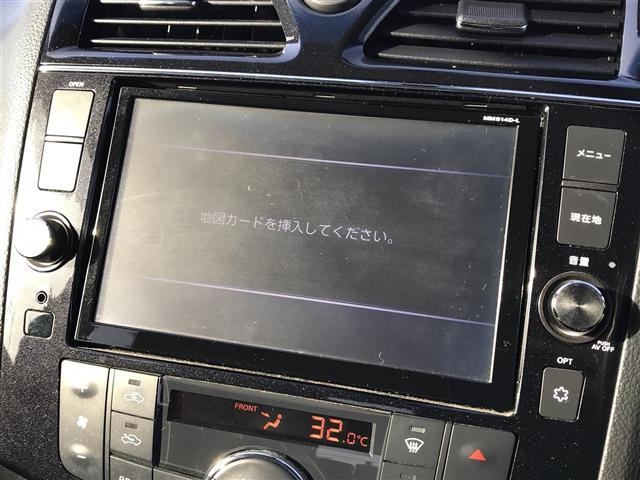 OPEN
MM514D-L
メニュー
地図カードを挿入してください。
現在地
音量
PUSH
AV OFF
OPT
FRONT
32.0℃